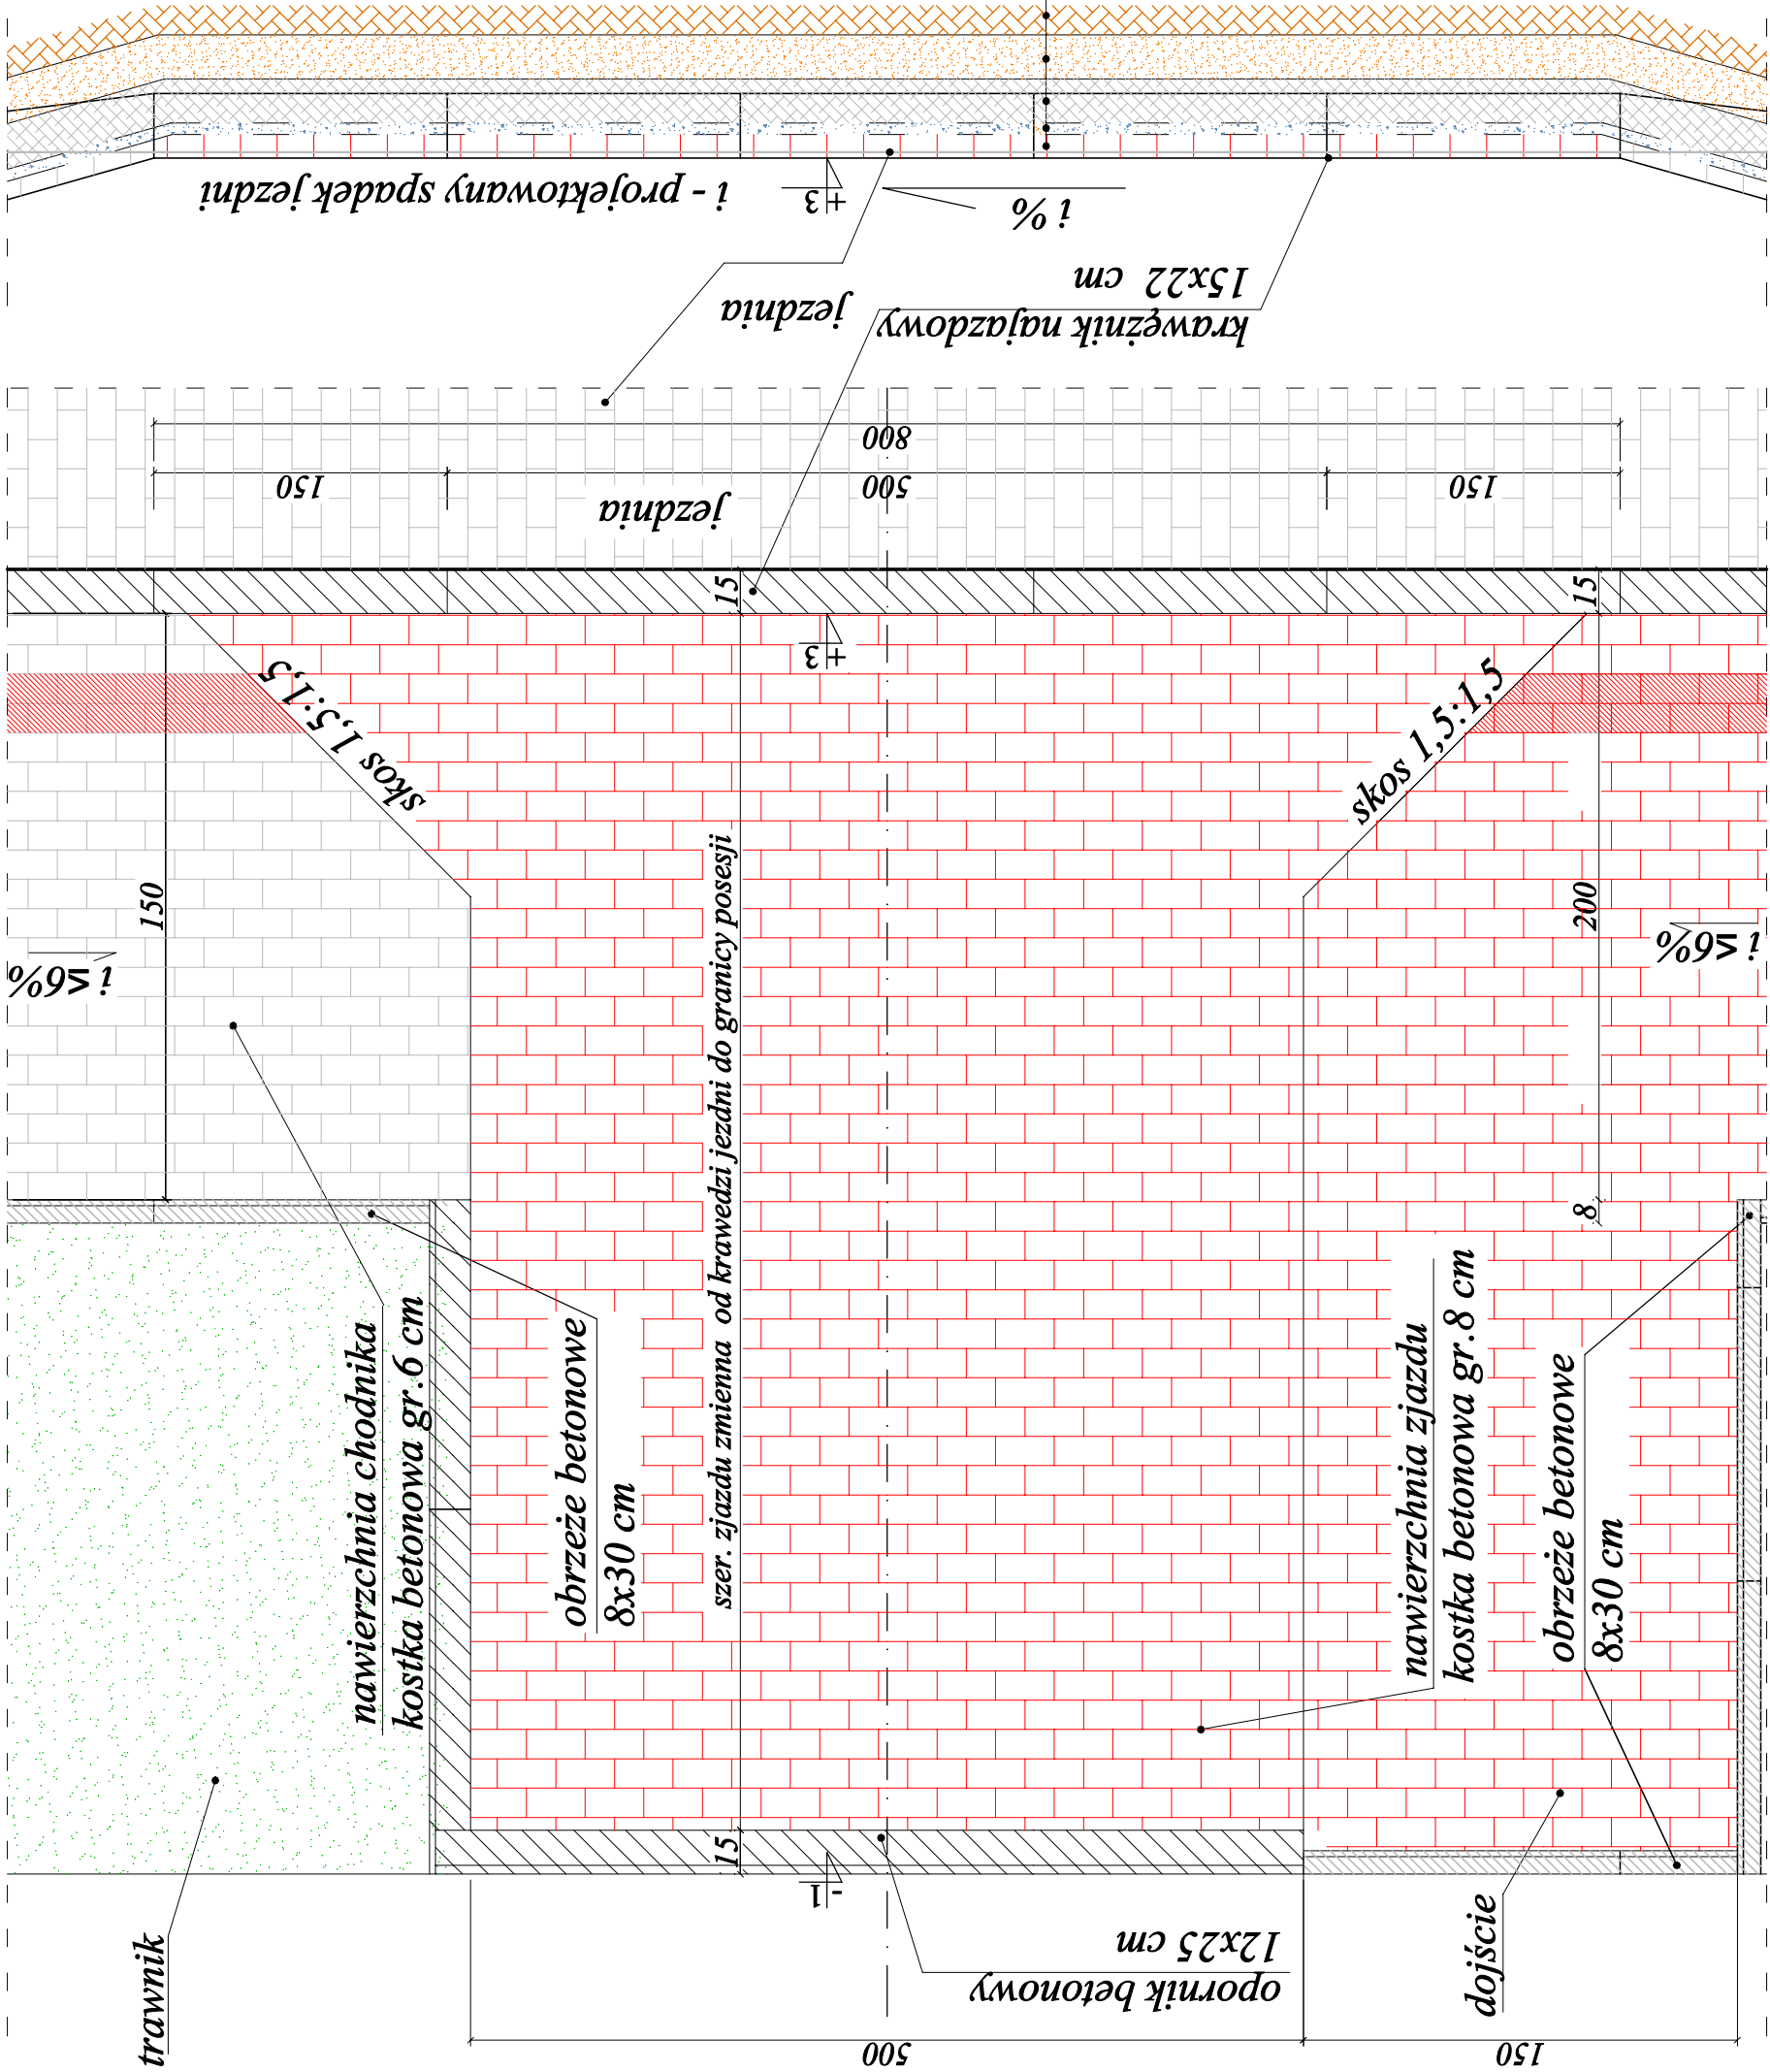 i - projektowany spadek jezdni
+3
i %
15x22 cm
krawężnik najazdowy
jezdnia
800
150
500
150
jezdnia
15
15
+3
skos 1,5:1,5
skos 1,5:1,5
150
200
i ≤6%
i ≤6%
szer. zjazdu zmienna od krawedzi jezdni do granicy posesji
8
nawierzchnia chodnika
kostka betonowa gr.6 cm
obrzeże betonowe
8x30 cm
nawierzchnia zjazdu
kostka betonowa gr.8 cm
obrzeże betonowe
8x30 cm
15
-1
trawnik
opornik betonowy
12x25 cm
dojście
500
150